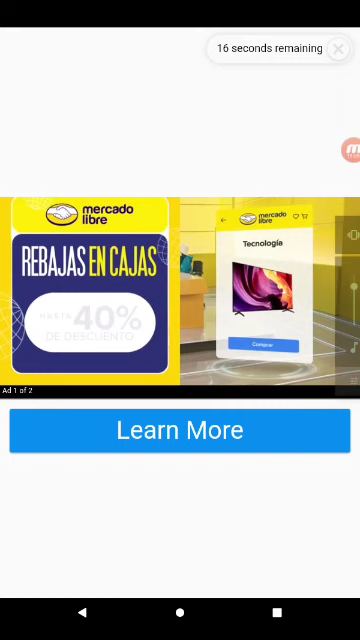 16 seconds remaining
mercado
libre
REBAJAS EN CAJAS
HASTA 40%
DE DESCUENTO
mercado
libre
Tecnología
Comprar
Ad 1 of 2
Learn More